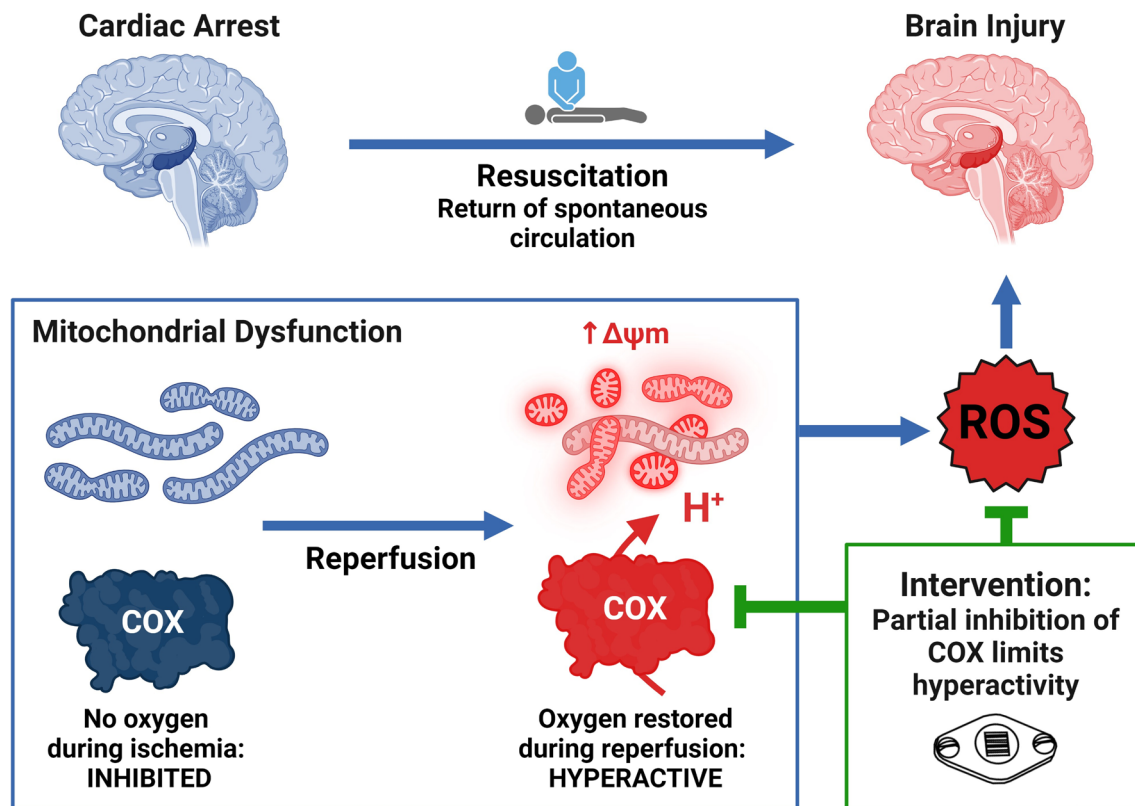 Cardiac Arrest
Brain Injury
Resuscitation
Return of spontaneous
circulation
Mitochondrial Dysfunction
↑ Δψm
ROS
H⁺
Reperfusion
COX
COX
Intervention:
Partial inhibition of
COX limits
hyperactivity
No oxygen
during ischemia:
INHIBITED
Oxygen restored
during reperfusion:
HYPERACTIVE